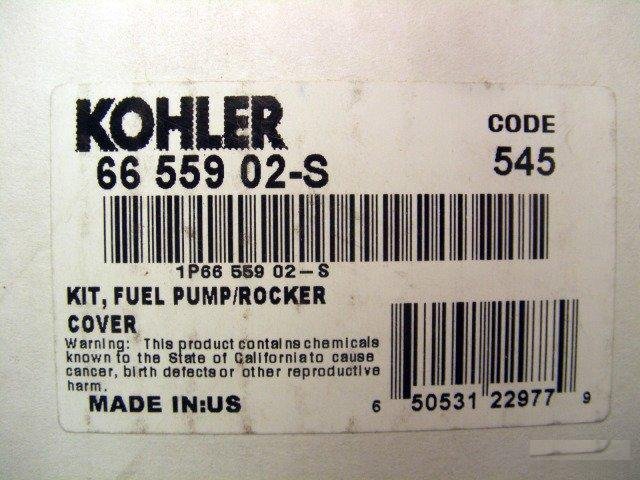 KOHLER
CODE
66 559 02-S
545
1P66 559 02-S
KIT, FUEL PUMP/ROCKER
COVER
Warning: This product contains chemicals
known to the State of California to cause
cancer, birth defects or other reproductive
harm.
MADE IN:US
6 50531 22977 9